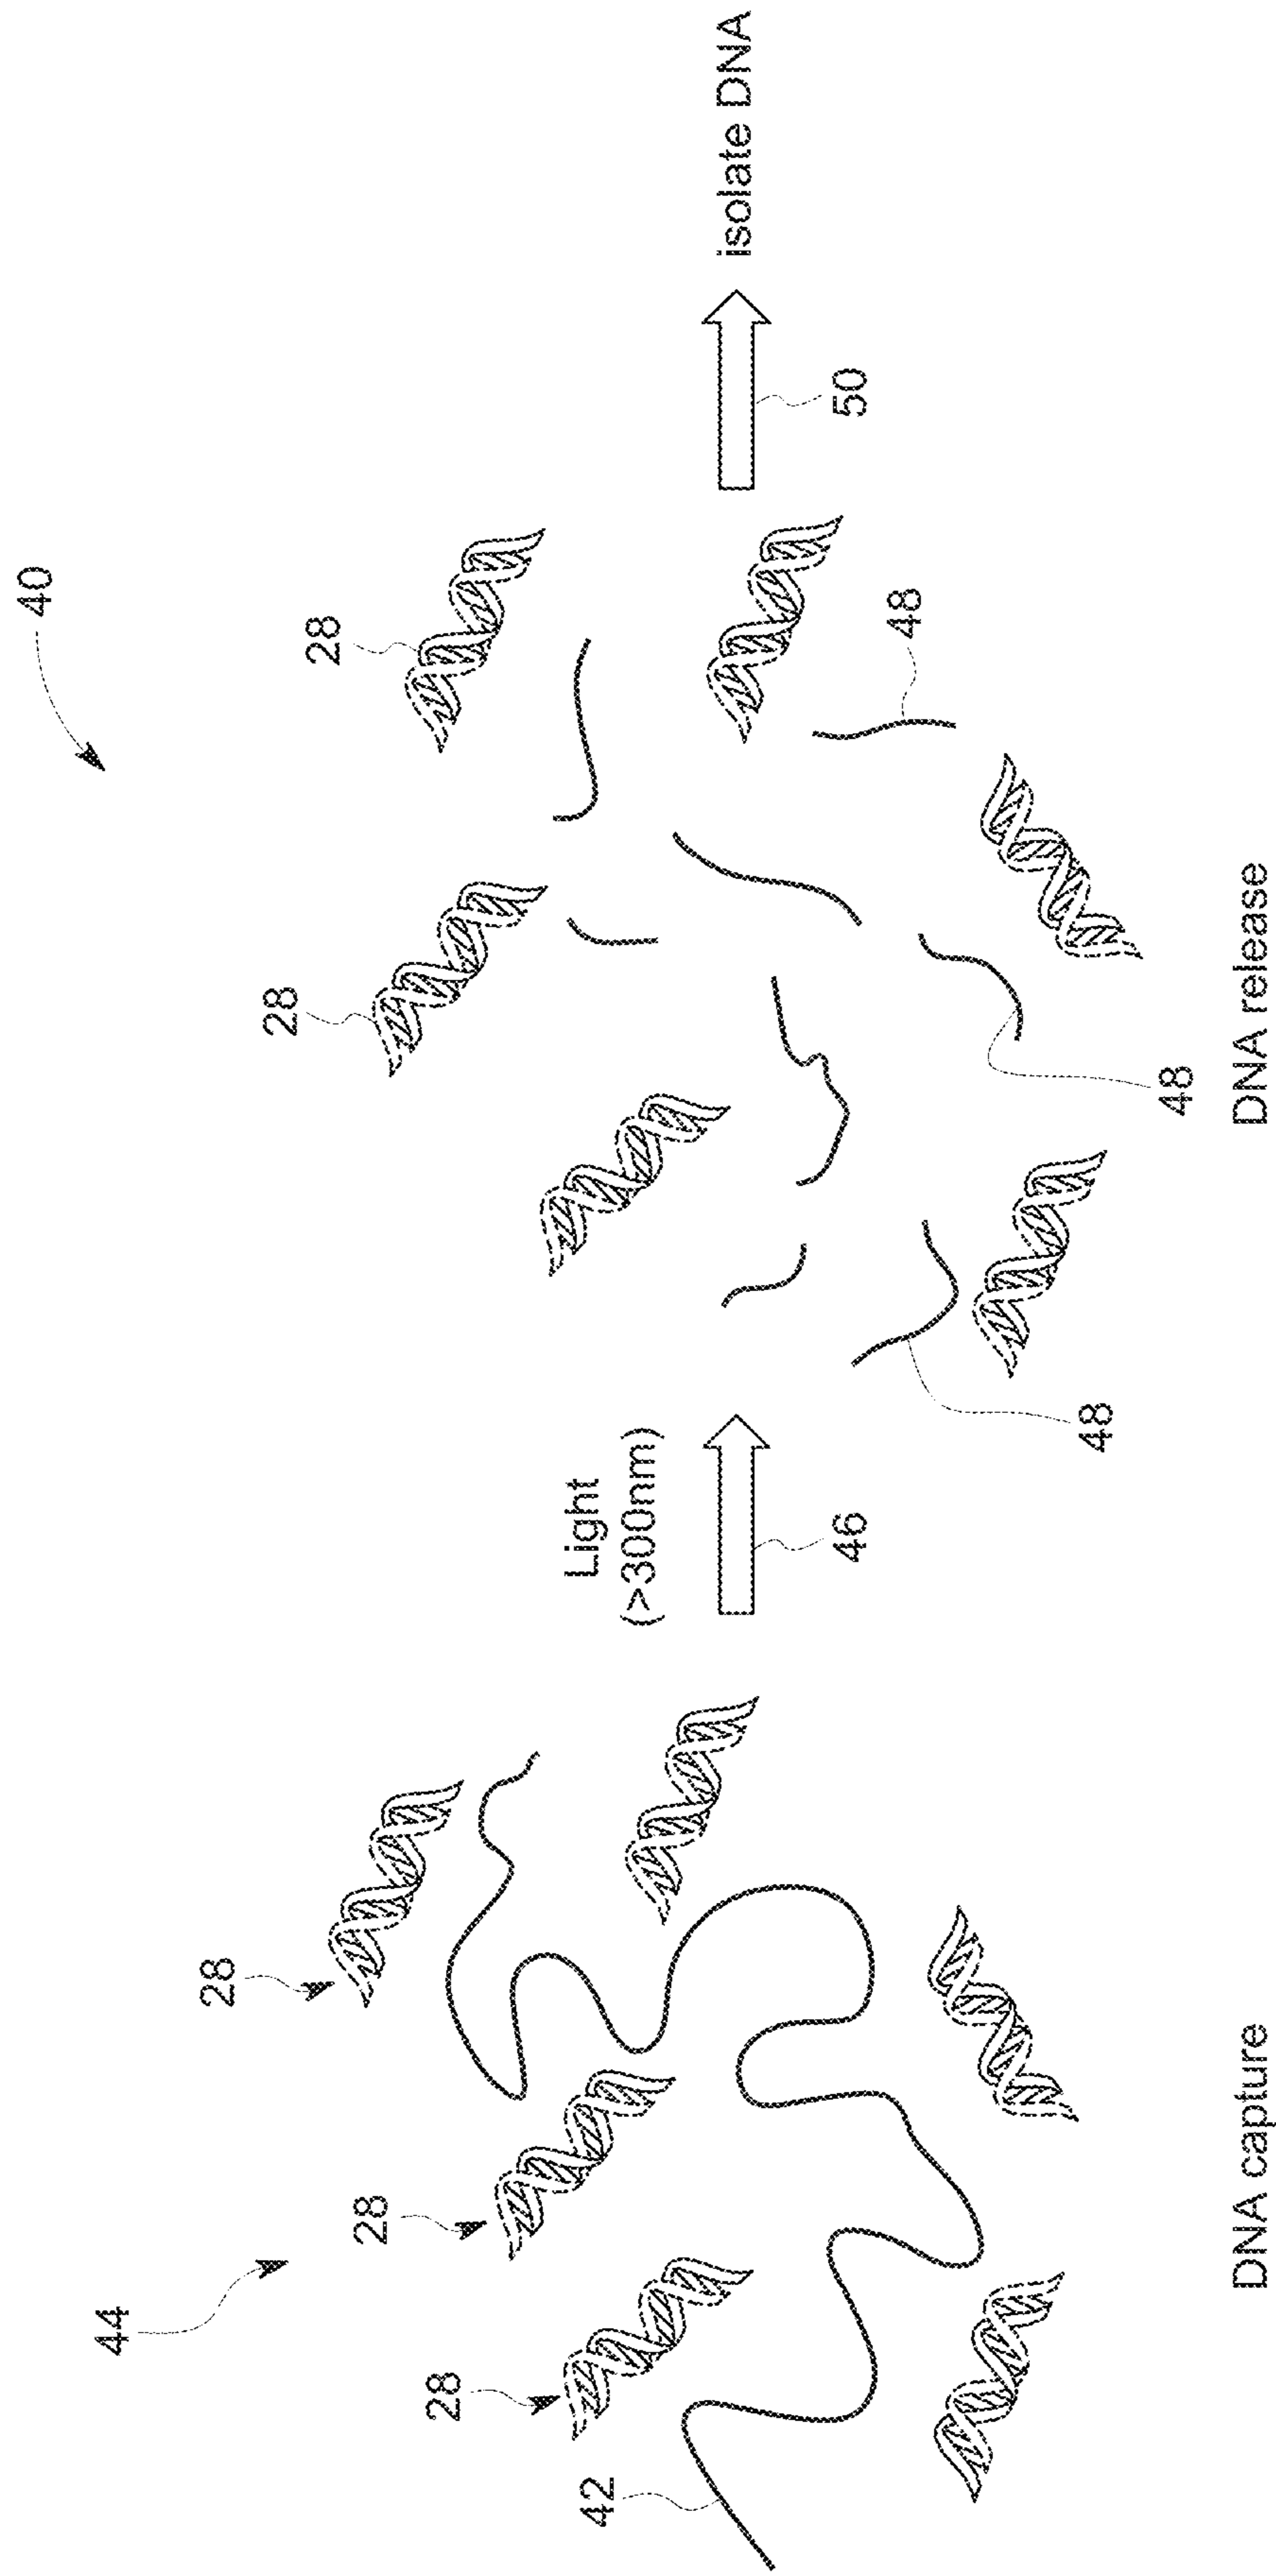 40
44
28
28
28
28
28
Light
(>300nm)
42
isolate DNA
46
50
48
48
48
DNA capture
DNA release